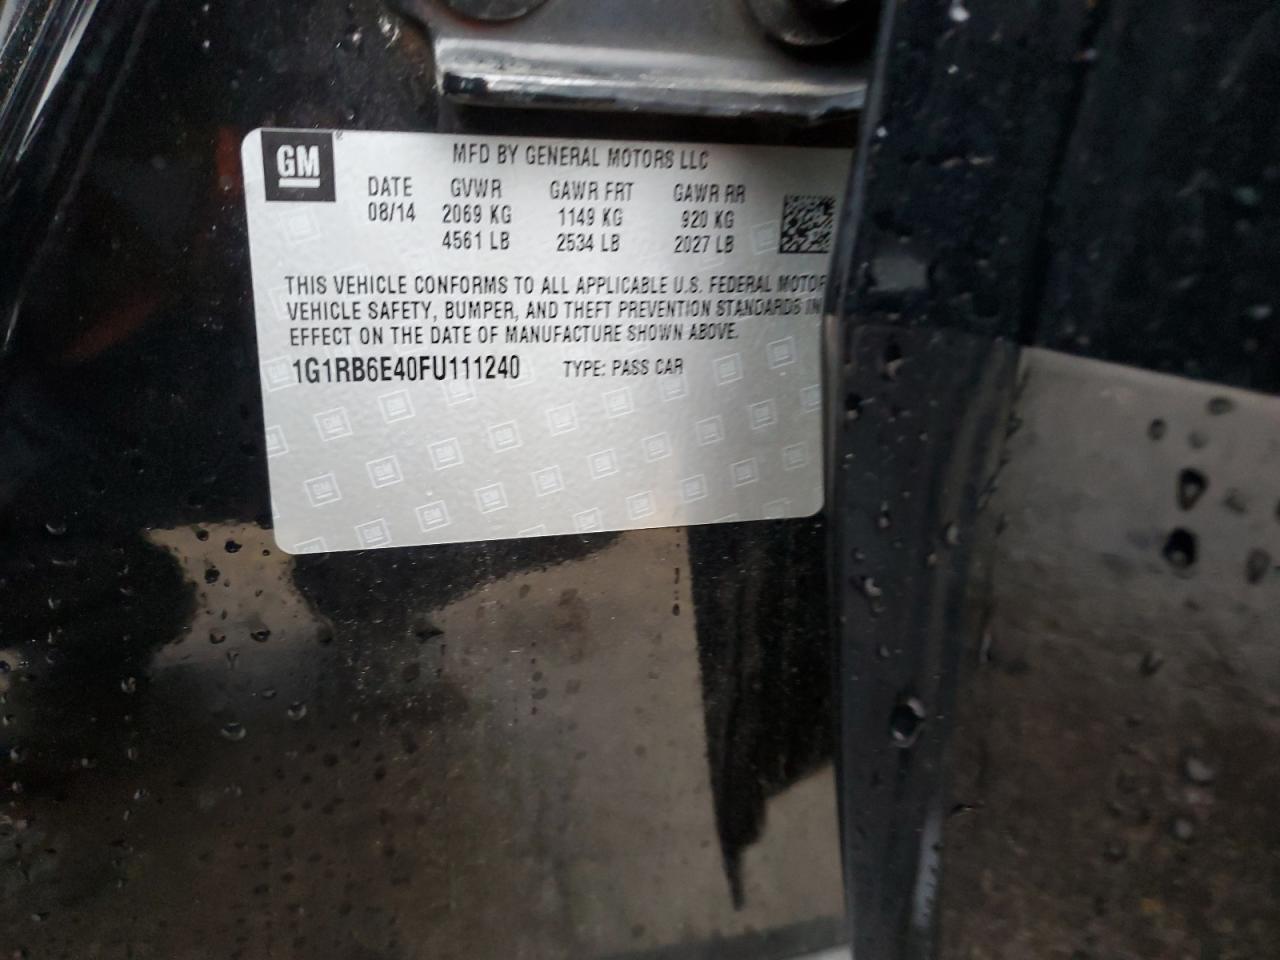 GM
MFD BY GENERAL MOTORS LLC
DATE GVWR GAWR FRT GAWR RR
08/14 2069 KG 1149 KG 920 KG
4561 LB 2534 LB 2027 LB
THIS VEHICLE CONFORMS TO ALL APPLICABLE U.S. FEDERAL MOTOR
VEHICLE SAFETY, BUMPER, AND THEFT PREVENTION STANDARDS IN
EFFECT ON THE DATE OF MANUFACTURE SHOWN ABOVE.
1G1RB6E40FU111240 TYPE: PASS CAR